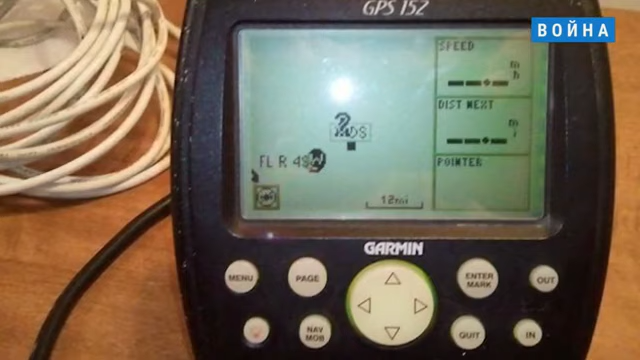 GPS 152
ВОЙНА
SPEED
m
h
DIST NEXT
m
i
POINTER
FL R 4S
12mi
GARMIN
MENU
PAGE
ENTER
MARK
OUT
NAV
MOB
QUIT
IN